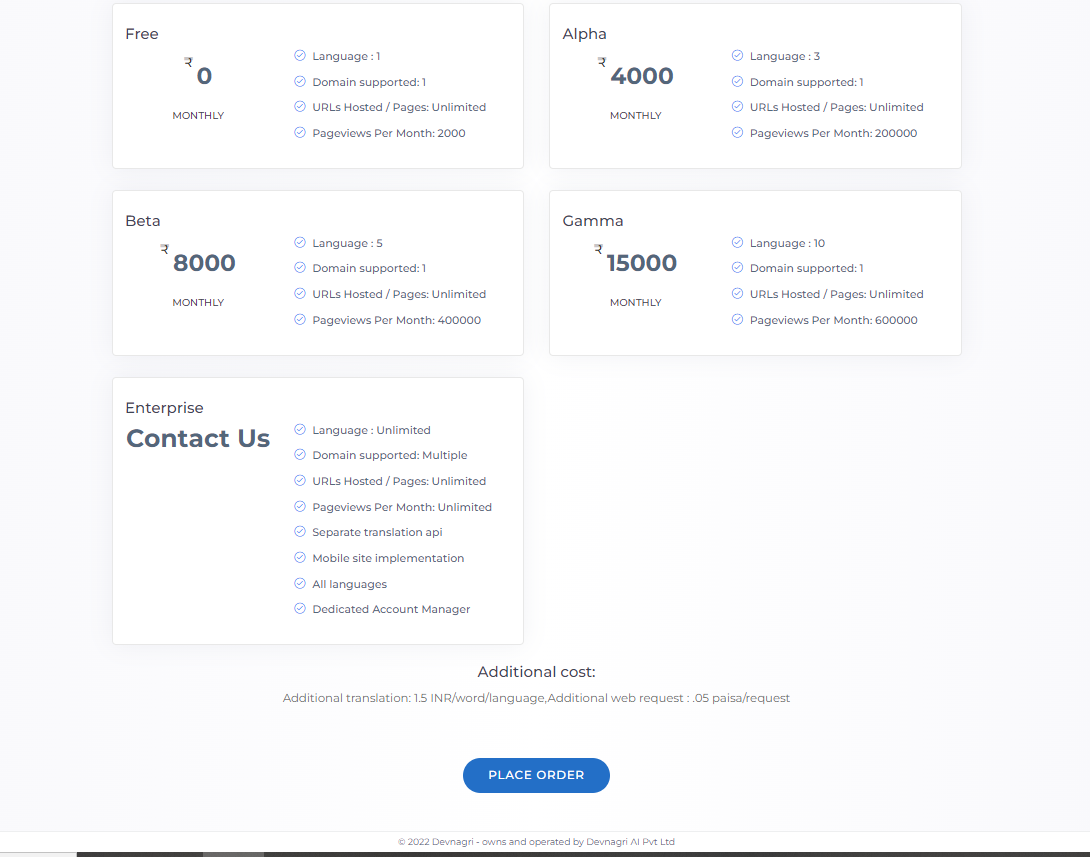 Free
₹ 0
MONTHLY
Language : 1
Domain supported: 1
URLs Hosted / Pages: Unlimited
Pageviews Per Month: 2000
Alpha
₹ 4000
MONTHLY
Language : 3
Domain supported: 1
URLs Hosted / Pages: Unlimited
Pageviews Per Month: 200000
Beta
₹ 8000
MONTHLY
Language : 5
Domain supported: 1
URLs Hosted / Pages: Unlimited
Pageviews Per Month: 400000
Gamma
₹ 15000
MONTHLY
Language : 10
Domain supported: 1
URLs Hosted / Pages: Unlimited
Pageviews Per Month: 600000
Enterprise
Contact Us
Language : Unlimited
Domain supported: Multiple
URLs Hosted / Pages: Unlimited
Pageviews Per Month: Unlimited
Separate translation api
Mobile site implementation
All languages
Dedicated Account Manager
Additional cost:
Additional translation: 1.5 INR/word/language,Additional web request : .05 paisa/request
PLACE ORDER
© 2022 Devnagri - owns and operated by Devnagri AI Pvt Ltd